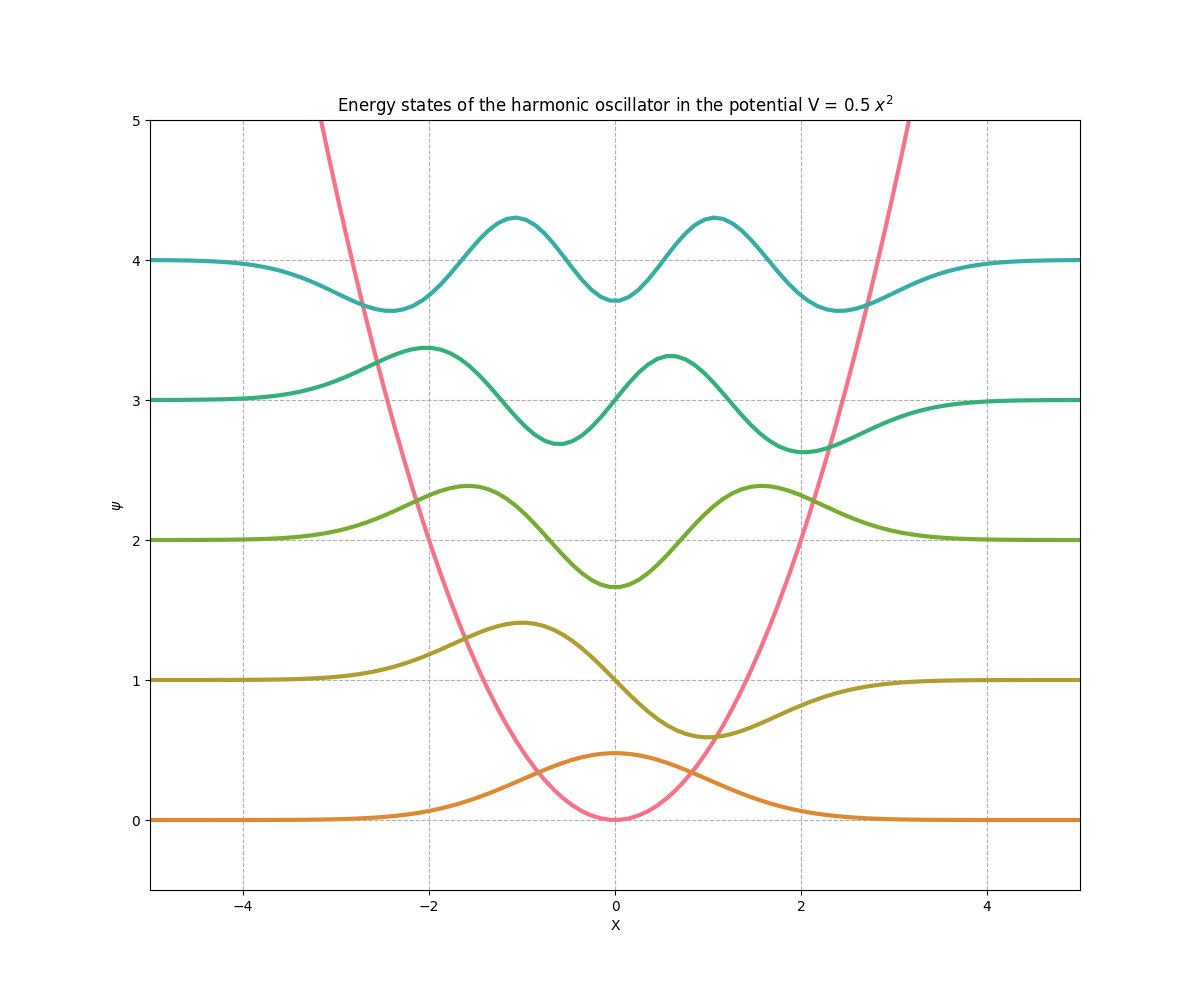 Energy states of the harmonic oscillator in the potential V = 0.5 x²
5
4
3
2
1
0
ψ
−4 −2 0 2 4
X